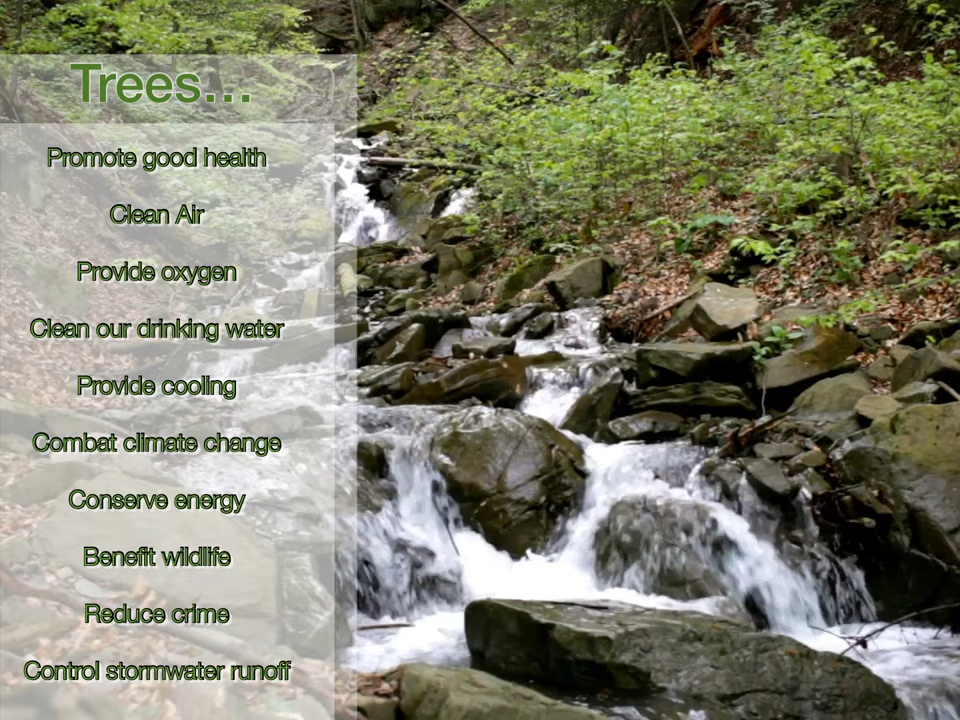 Trees...
Promote good health
Clean Air
Provide oxygen
Clean our drinking water
Provide cooling
Combat climate change
Conserve energy
Benefit wildlife
Reduce crime
Control stormwater runoff